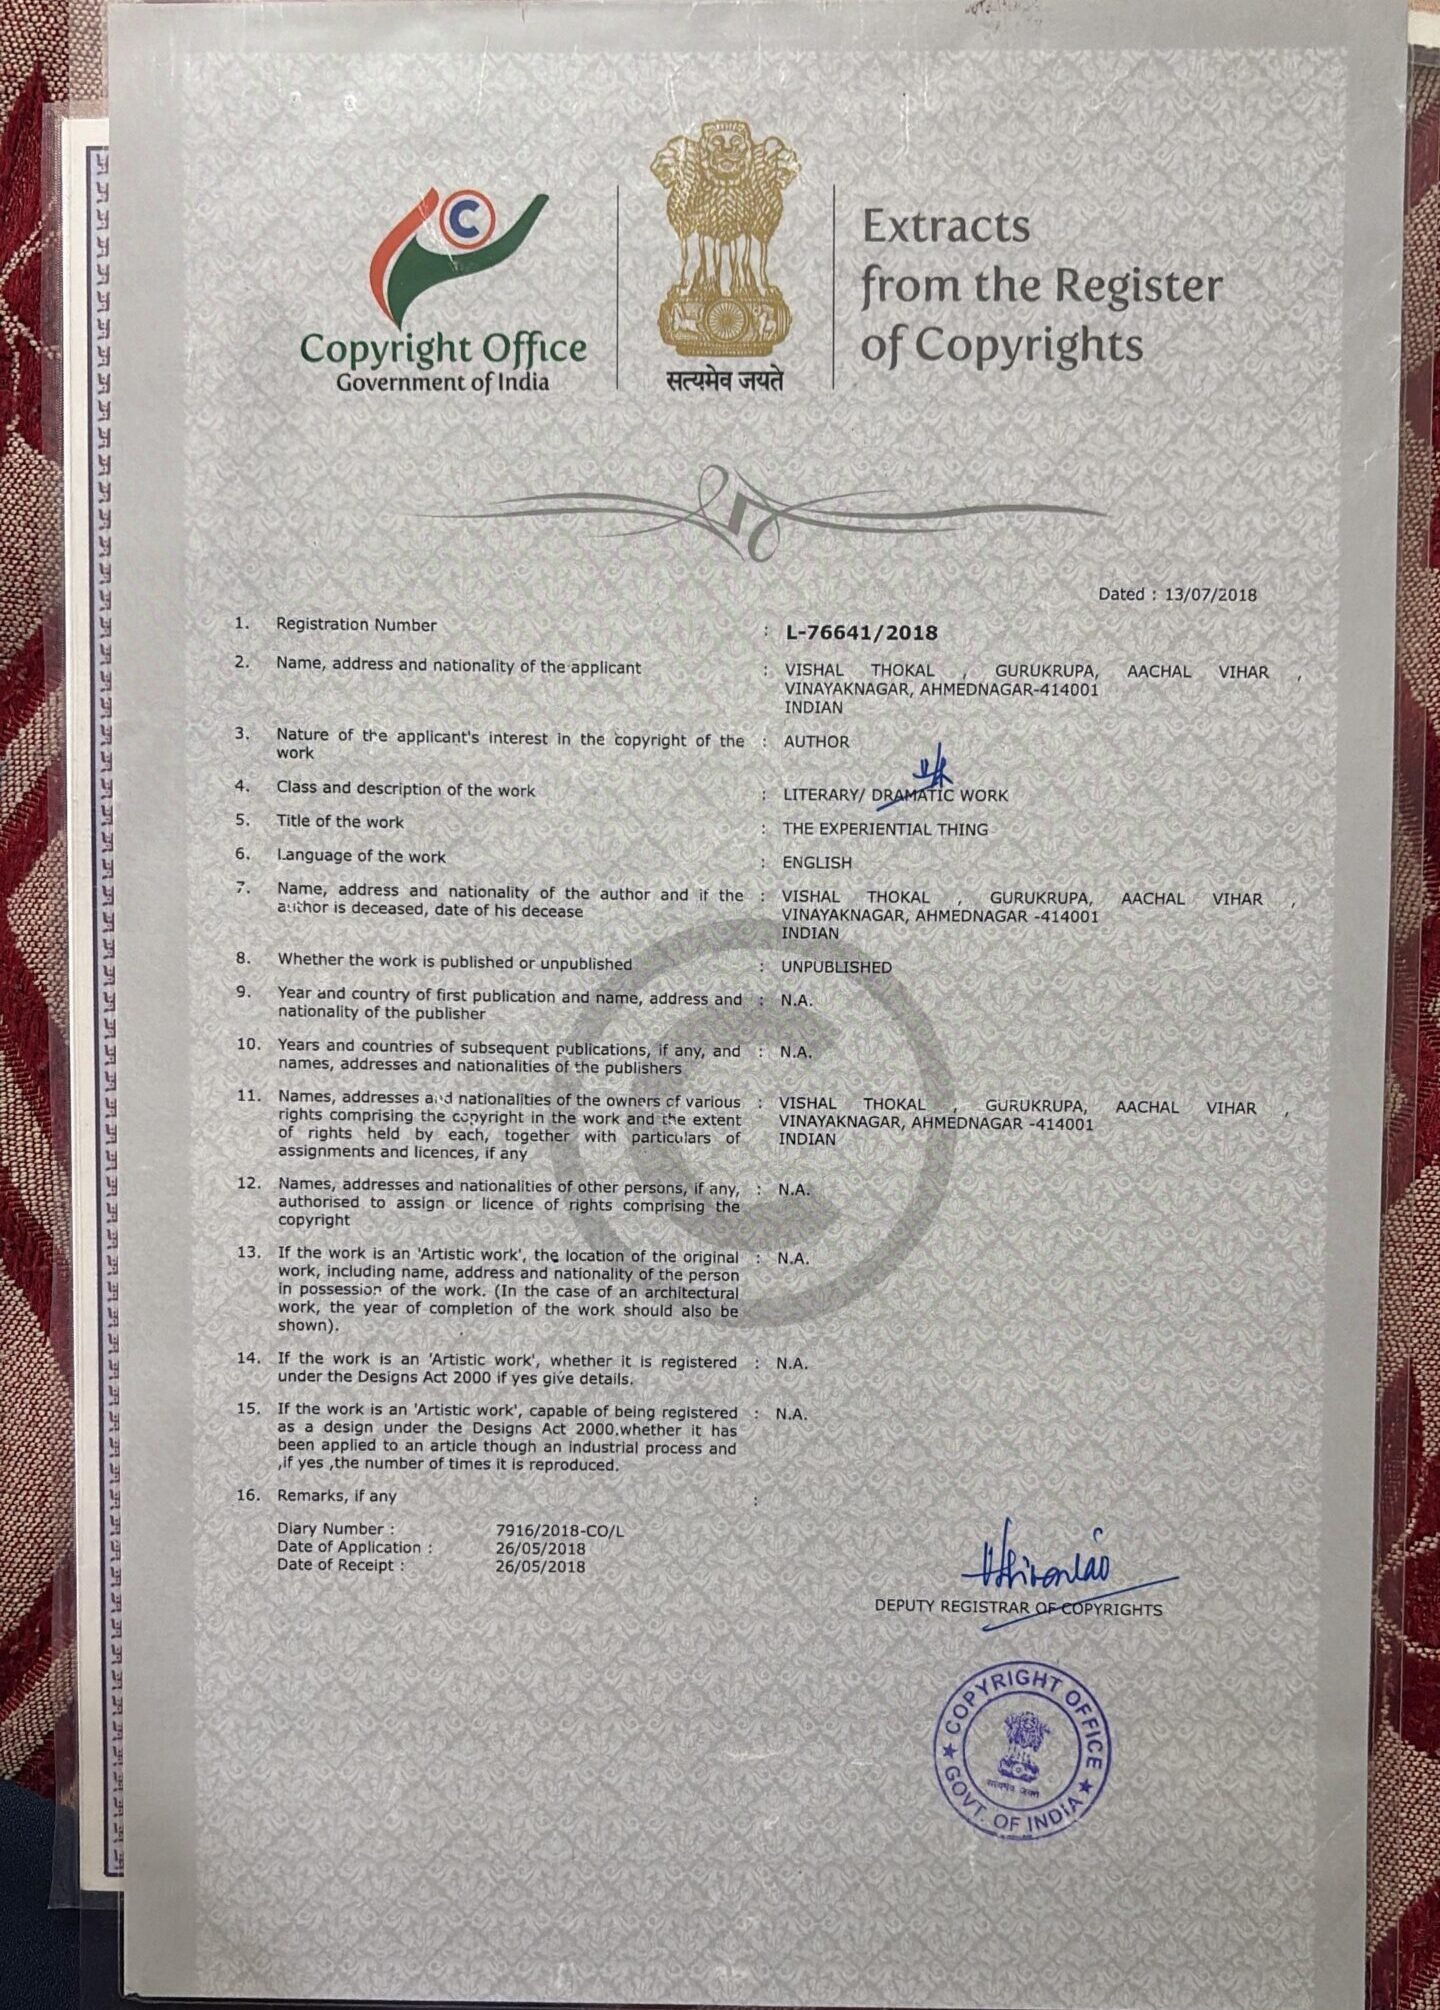 C
Copyright Office
Government of India
सत्यमेव जयते
Extracts
from the Register
of Copyrights
Dated : 13/07/2018
1. Registration Number : L-76641/2018
2. Name, address and nationality of the applicant : VISHAL THOKAL , GURUKRUPA, AACHAL VIHAR ,
VINAYAKNAGAR, AHMEDNAGAR-414001
INDIAN
3. Nature of the applicant's interest in the copyright of the : AUTHOR
work
4. Class and description of the work : LITERARY/ DRAMATIC WORK
5. Title of the work : THE EXPERIENTIAL THING
6. Language of the work : ENGLISH
7. Name, address and nationality of the author and if the : VISHAL THOKAL , GURUKRUPA, AACHAL VIHAR ,
author is deceased, date of his decease VINAYAKNAGAR, AHMEDNAGAR -414001
INDIAN
8. Whether the work is published or unpublished : UNPUBLISHED
9. Year and country of first publication and name, address and : N.A.
nationality of the publisher
10. Years and countries of subsequent publications, if any, and : N.A.
names, addresses and nationalities of the publishers
11. Names, addresses and nationalities of the owners of various : VISHAL THOKAL , GURUKRUPA, AACHAL VIHAR ,
rights comprising the copyright in the work and the extent VINAYAKNAGAR, AHMEDNAGAR -414001
of rights held by each, together with particulars of INDIAN
assignments and licences, if any
12. Names, addresses and nationalities of other persons, if any, : N.A.
authorised to assign or licence of rights comprising the
copyright
13. If the work is an 'Artistic work', the location of the original : N.A.
work, including name, address and nationality of the person
in possession of the work. (In the case of an architectural
work, the year of completion of the work should also be
shown).
14. If the work is an 'Artistic work', whether it is registered : N.A.
under the Designs Act 2000 if yes give details.
15. If the work is an 'Artistic work', capable of being registered : N.A.
as a design under the Designs Act 2000.whether it has
been applied to an article though an industrial process and
,if yes ,the number of times it is reproduced.
16. Remarks, if any :
Diary Number : 7916/2018-CO/L
Date of Application : 26/05/2018
Date of Receipt : 26/05/2018
DEPUTY REGISTRAR OF COPYRIGHTS
COPYRIGHT OFFICE
सत्यमेव जयते
GOVT. OF INDIA